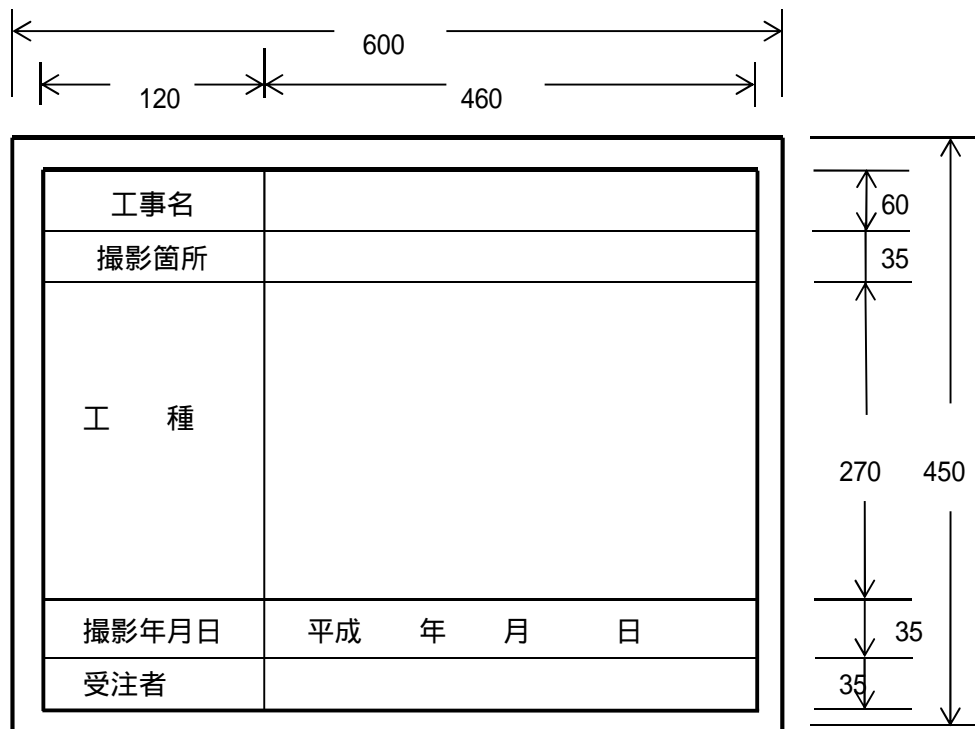 600
120 460
工事名 60
撮影箇所 35
工 種
270 450
撮影年月日 平成 年 月 日 35
受注者 35